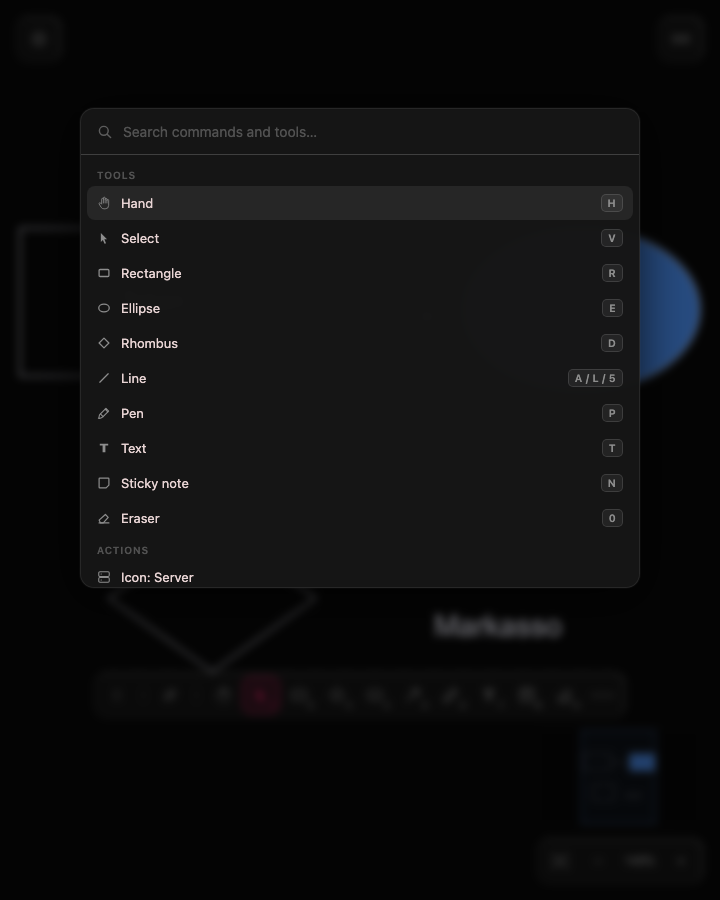 Search commands and tools...
TOOLS
Hand H
Select V
Rectangle R
Ellipse E
Rhombus D
Line A / L / 5
Pen P
Text T
Sticky note N
Eraser 0
ACTIONS
Icon: Server
Markasso